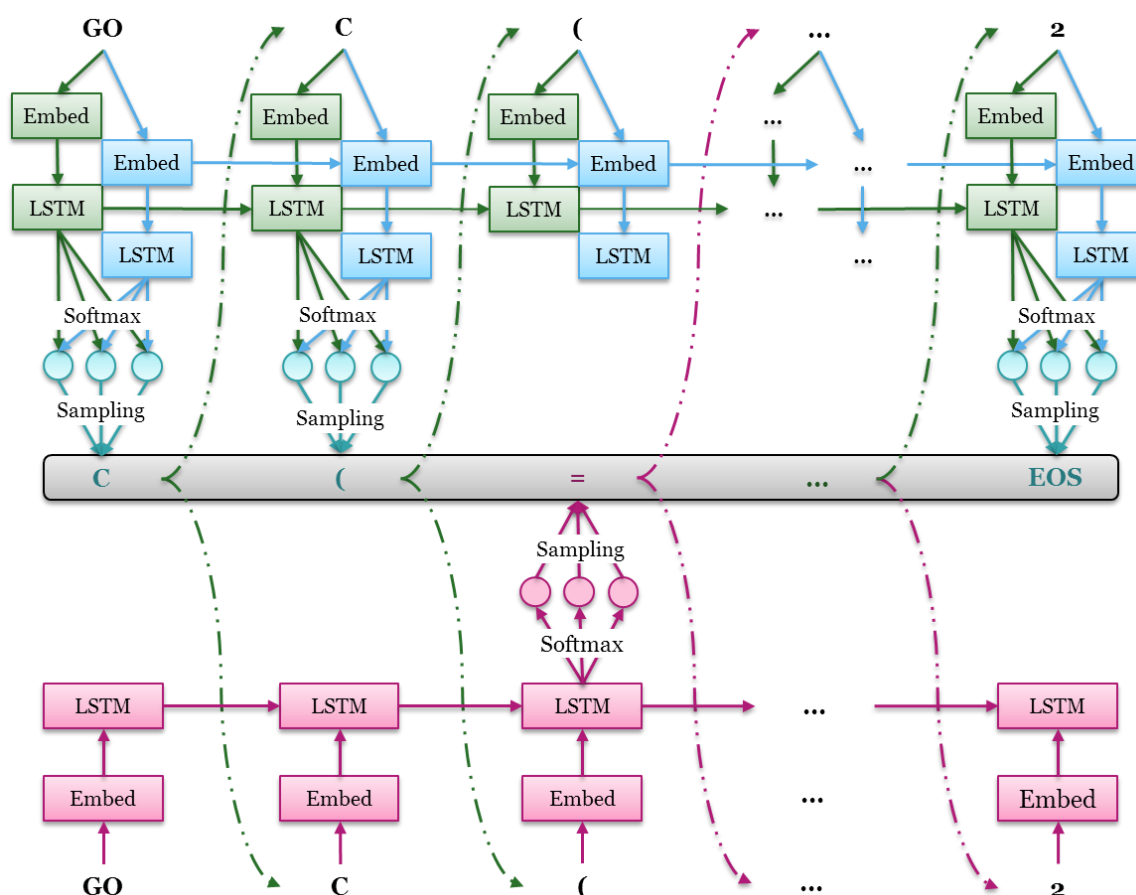 GO C ( ... 2
Embed Embed Embed ... Embed
Embed Embed Embed ... Embed
LSTM LSTM LSTM ... LSTM
LSTM LSTM LSTM ... LSTM
Softmax Softmax Softmax
Sampling Sampling Sampling
C ( = ... EOS
Sampling
Softmax
LSTM LSTM LSTM ... LSTM
Embed Embed Embed ... Embed
GO C ( ... 2